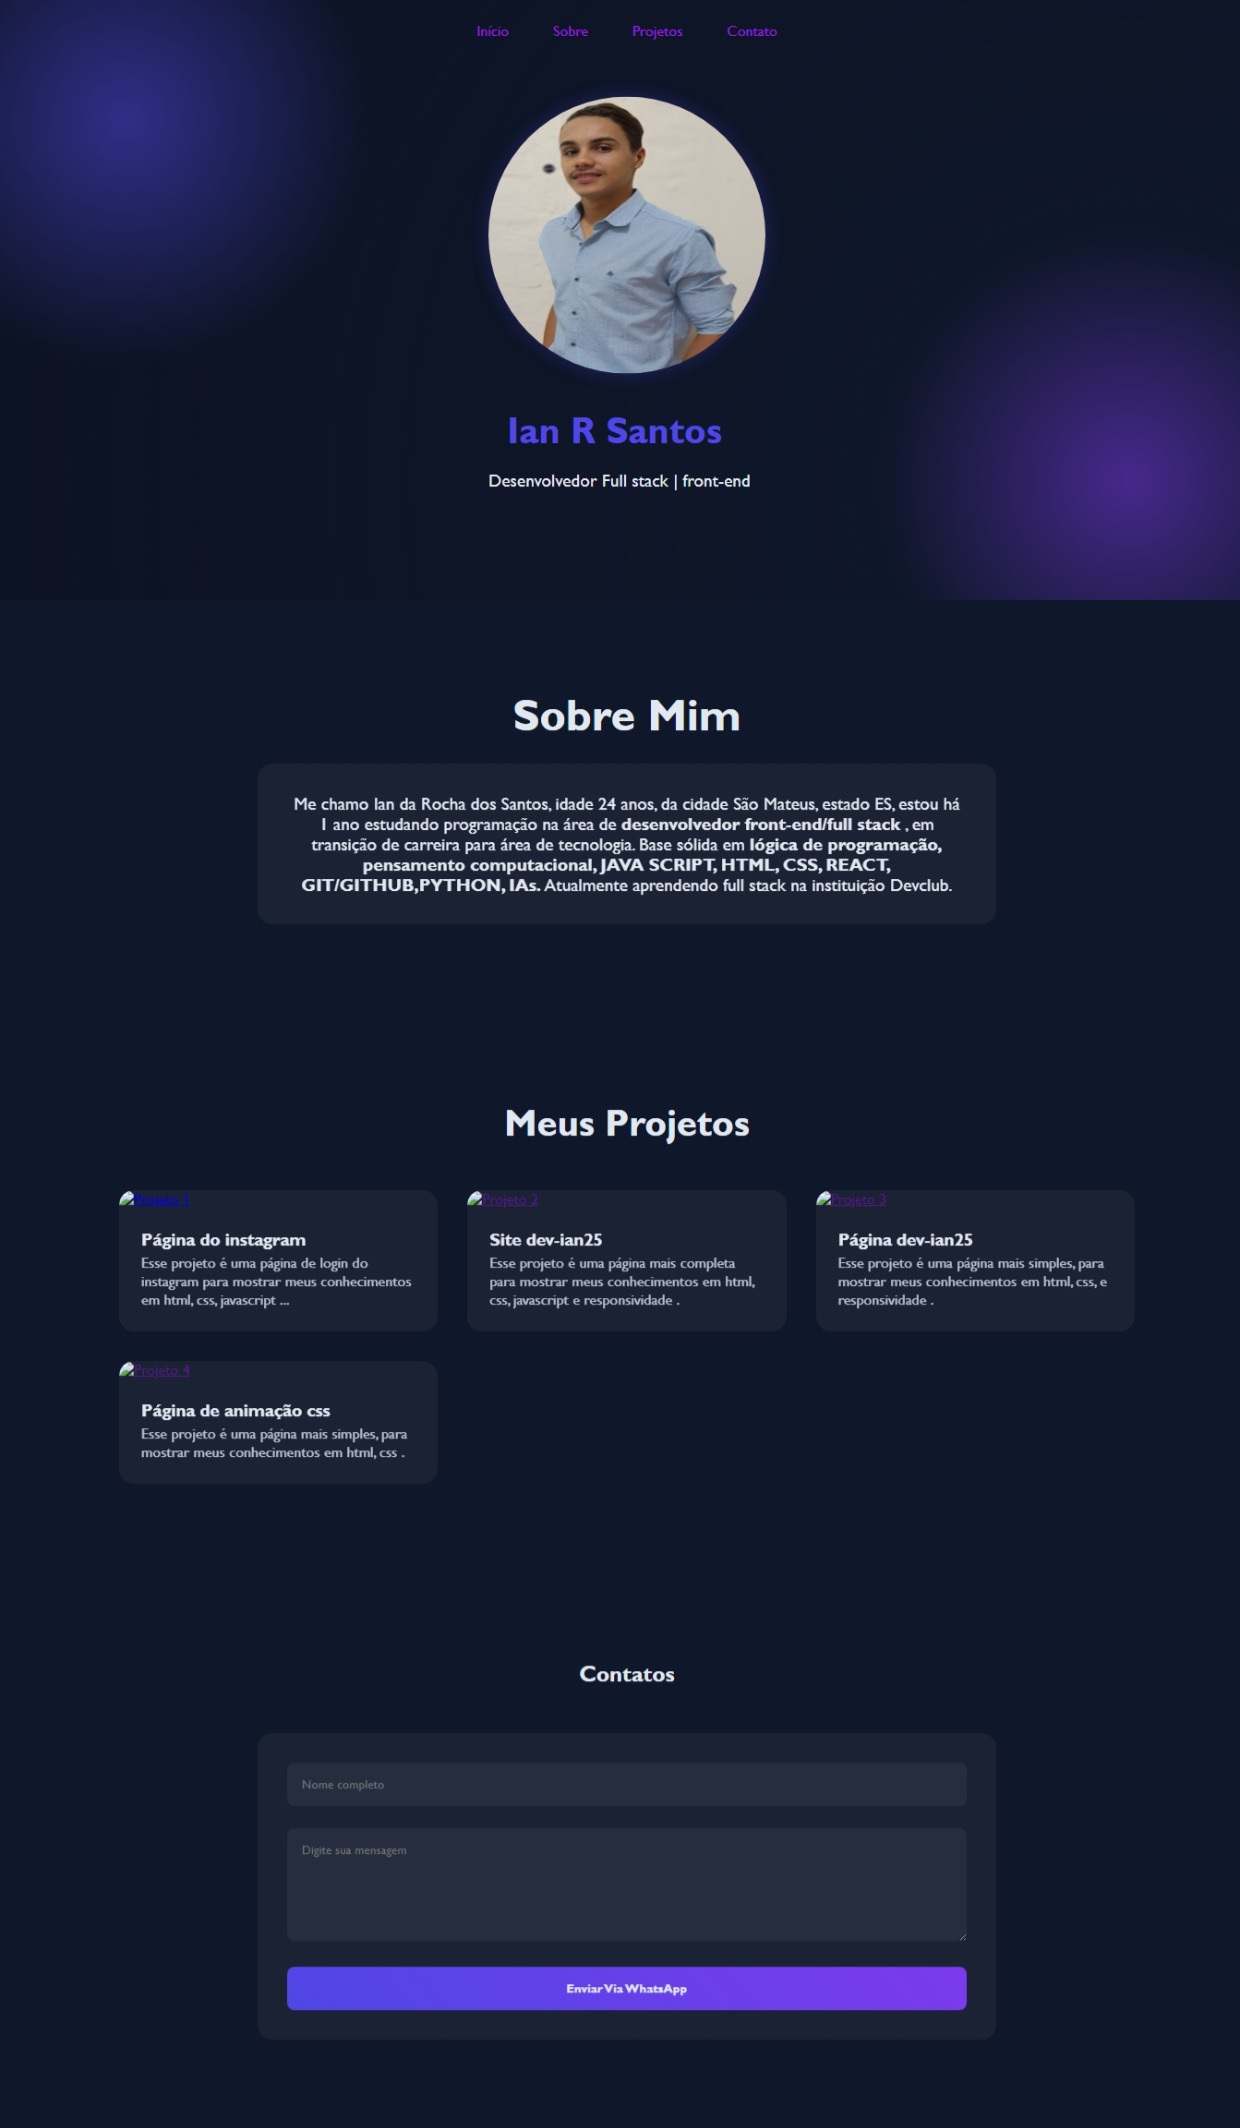 Início Sobre Projetos Contato
Ian R Santos
Desenvolvedor Full stack | front-end
Sobre Mim
Me chamo Ian da Rocha dos Santos, idade 24 anos, da cidade São Mateus, estado ES, estou há
1 ano estudando programação na área de desenvolvedor front-end/full stack , em
transição de carreira para área de tecnologia. Base sólida em lógica de programação,
pensamento computacional, JAVA SCRIPT, HTML, CSS, REACT,
GIT/GITHUB,PYTHON, IAs. Atualmente aprendendo full stack na instituição Devclub.
Meus Projetos
Projeto 1
Página do instagram
Esse projeto é uma página de login do
instagram para mostrar meus conhecimentos
em html, css, javascript ...
Projeto 2
Site dev-ian25
Esse projeto é uma página mais completa
para mostrar meus conhecimentos em html,
css, javascript e responsividade .
Projeto 3
Página dev-ian25
Esse projeto é uma página mais simples, para
mostrar meus conhecimentos em html, css, e
responsividade .
Projeto 4
Página de animação css
Esse projeto é uma página mais simples, para
mostrar meus conhecimentos em html, css .
Contatos
Nome completo
Digite sua mensagem
Enviar Via WhatsApp